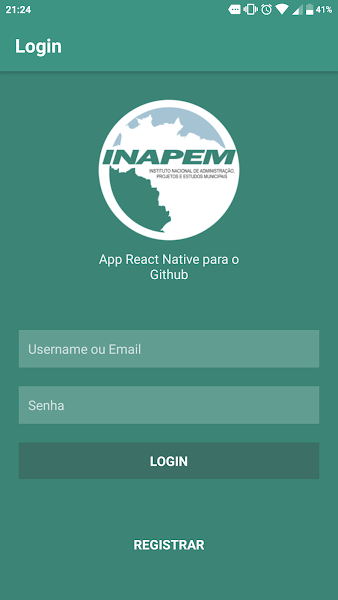 21:24
41%
Login
INAPEM
INSTITUTO NACIONAL DE ADMINISTRAÇÃO,
PROJETOS E ESTUDOS MUNICIPAIS
App React Native para o
Github
Username ou Email
Senha
LOGIN
REGISTRAR